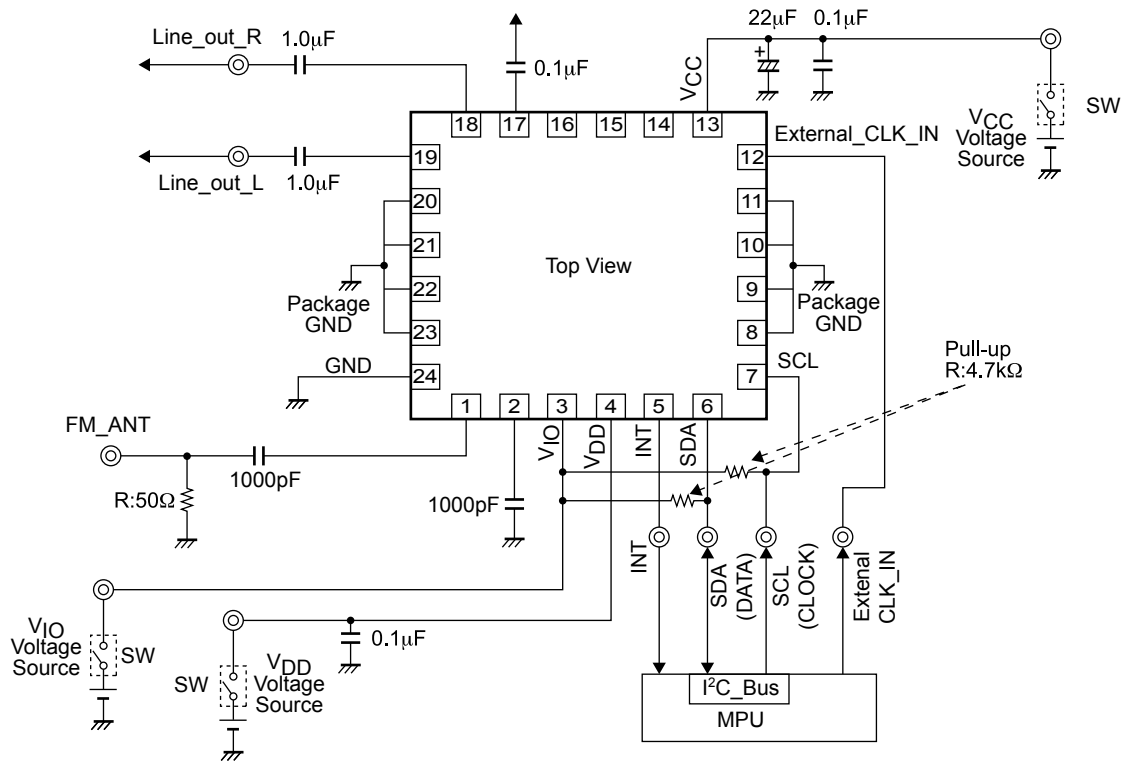 Line_out_R
1.0µF
0.1µF
22µF
0.1µF
+
VCC
SW
VCC
Voltage
Source
18
17
16
15
14
13
External_CLK_IN
19
12
Line_out_L
1.0µF
20
11
21
10
Top View
22
9
Package
GND
Package
GND
23
8
GND
SCL
24
7
Pull-up
R:4.7kΩ
1
2
3
4
5
6
FM_ANT
VIO
VDD
INT
SDA
1000pF
R:50Ω
1000pF
INT
SDA
(DATA)
SCL
(CLOCK)
Extenal
CLK_IN
VIO
Voltage
Source
SW
0.1µF
SW
VDD
Voltage
Source
I²C_Bus
MPU